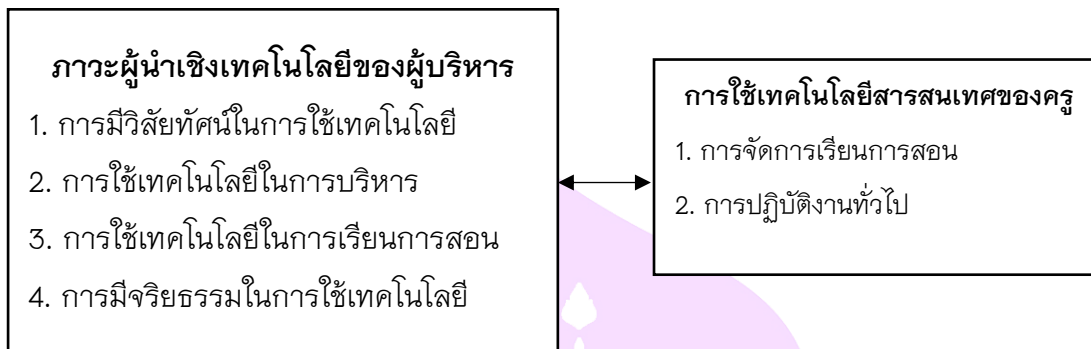 ภาวะผู้นำเชิงเทคโนโลยีของผู้บริหาร
1. การมีวิสัยทัศน์ในการใช้เทคโนโลยี
2. การใช้เทคโนโลยีในการบริหาร
3. การใช้เทคโนโลยีในการเรียนการสอน
4. การมีจริยธรรมในการใช้เทคโนโลยี
การใช้เทคโนโลยีสารสนเทศของครู
1. การจัดการเรียนการสอน
2. การปฏิบัติงานทั่วไป